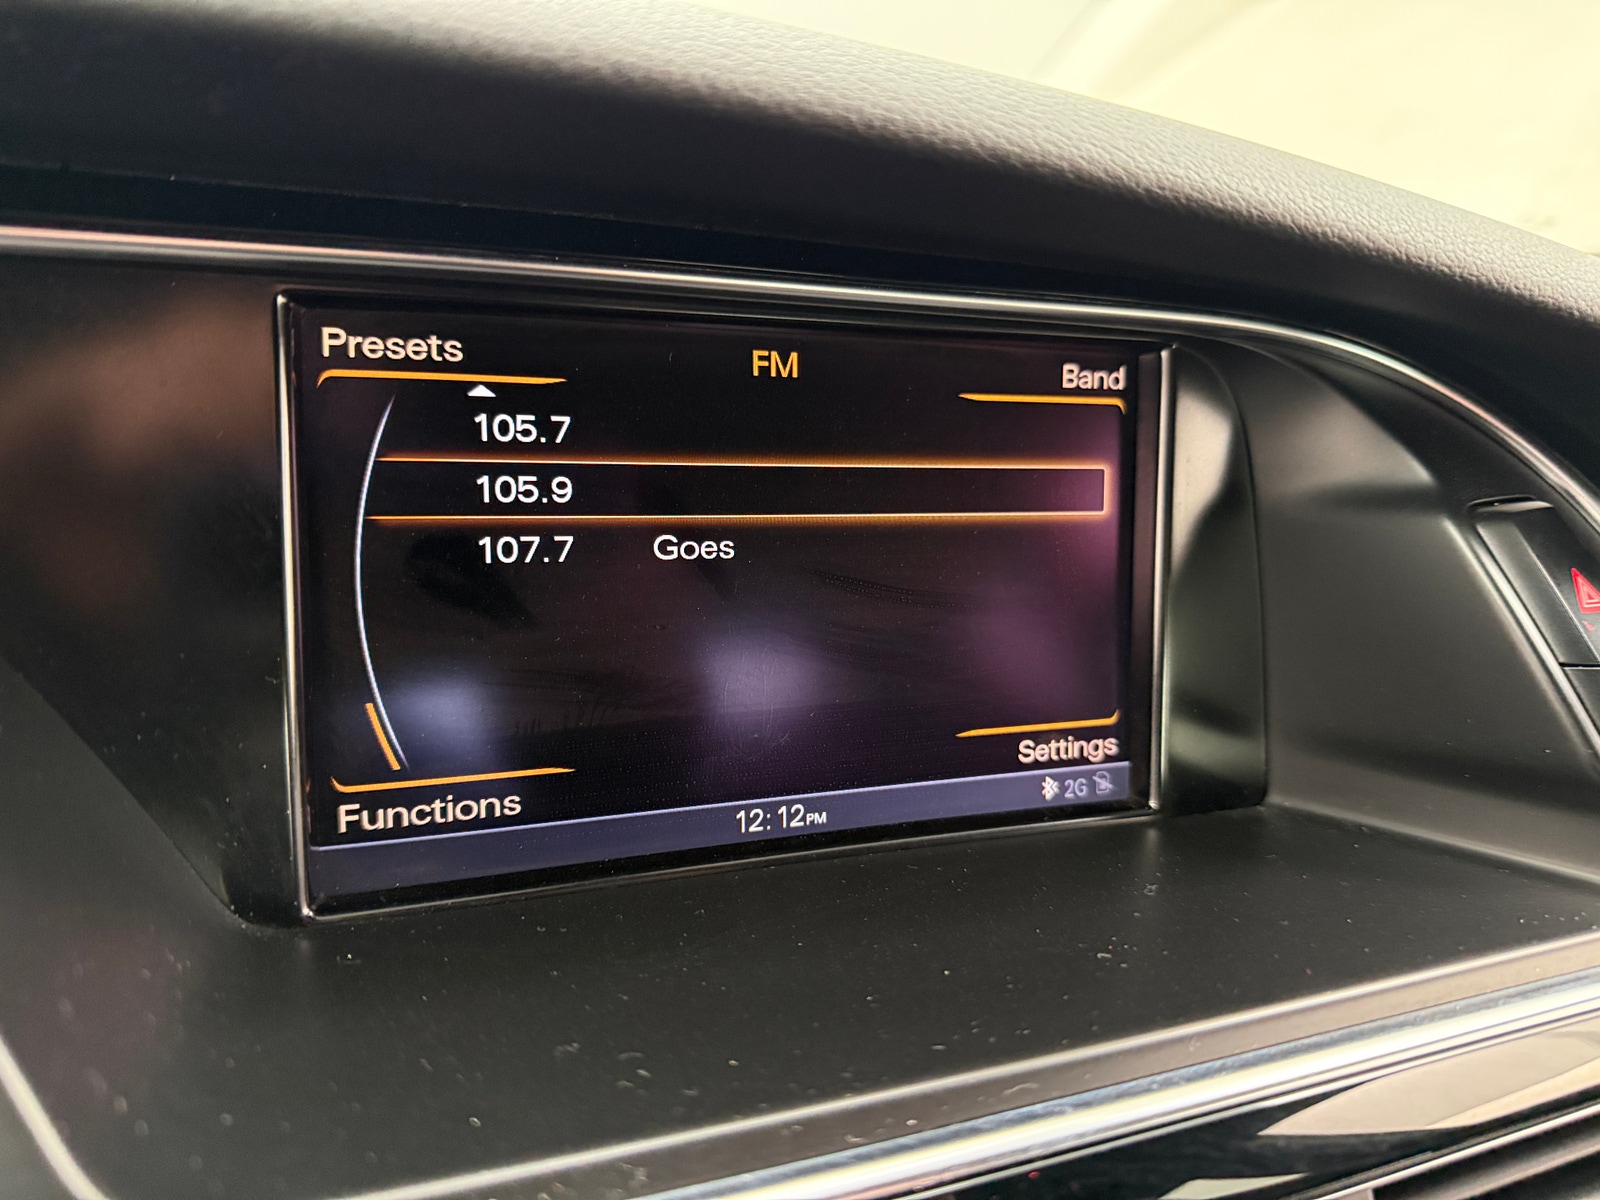 Presets
FM
Band
105.7
105.9
107.7 Goes
Settings
Functions
12:12PM
2G